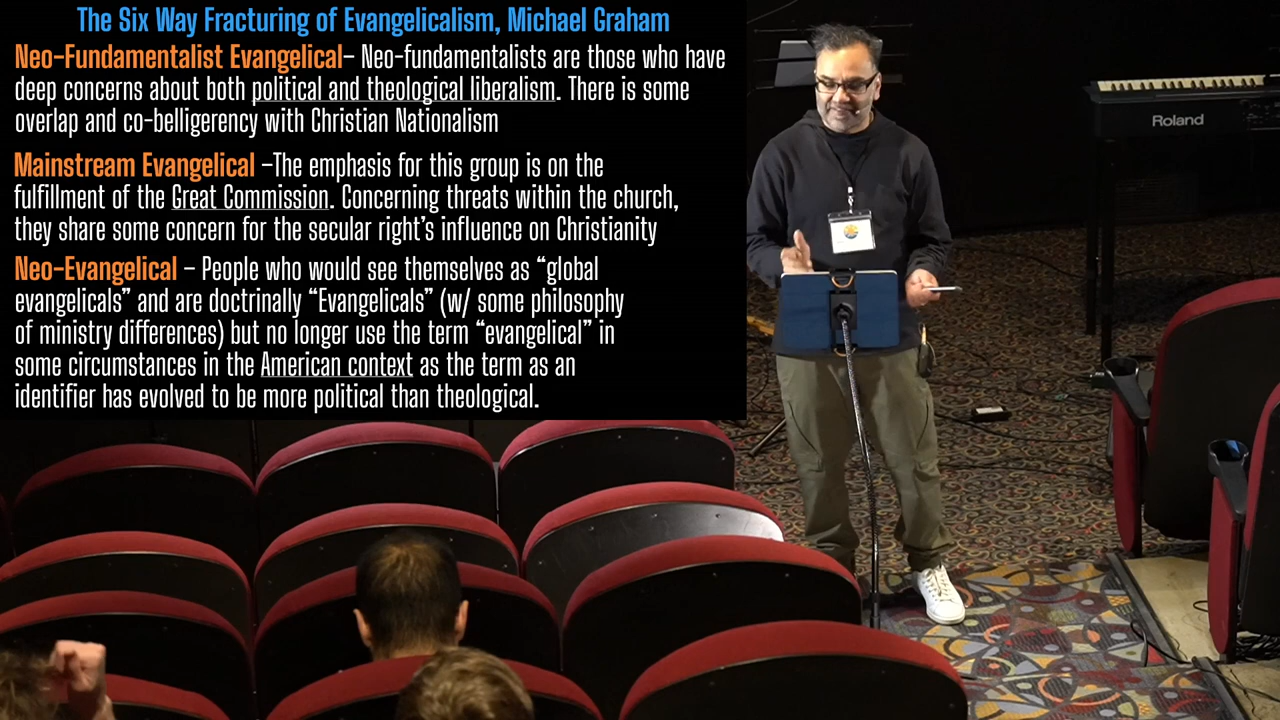 The Six Way Fracturing of Evangelicalism, Michael Graham
Neo-Fundamentalist Evangelical– Neo-fundamentalists are those who have
deep concerns about both political and theological liberalism. There is some
overlap and co-belligerency with Christian Nationalism
Mainstream Evangelical –The emphasis for this group is on the
fulfillment of the Great Commission. Concerning threats within the church,
they share some concern for the secular right’s influence on Christianity
Neo-Evangelical – People who would see themselves as “global
evangelicals” and are doctrinally “Evangelicals” (w/ some philosophy
of ministry differences) but no longer use the term “evangelical” in
some circumstances in the American context as the term as an
identifier has evolved to be more political than theological.
Roland